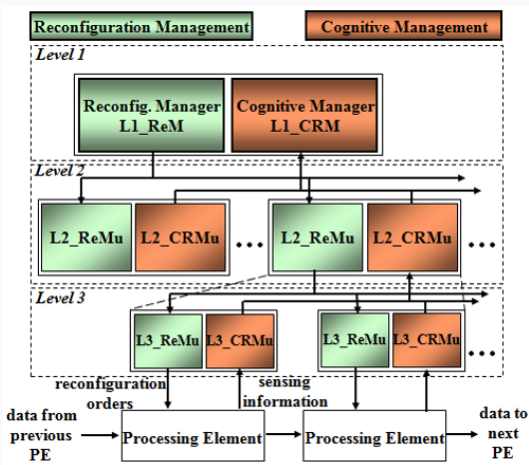 Reconfiguration Management
Cognitive Management
Level 1
Reconfig. Manager
L1_ReM
Cognitive Manager
L1_CRM
Level 2
L2_ReMu
L2_CRMu
L2_ReMu
L2_CRMu
Level 3
L3_ReMu
L3_CRMu
L3_ReMu
L3_CRMu
reconfiguration
orders
sensing
information
data from
previous
PE
Processing Element
Processing Element
data to
next
PE